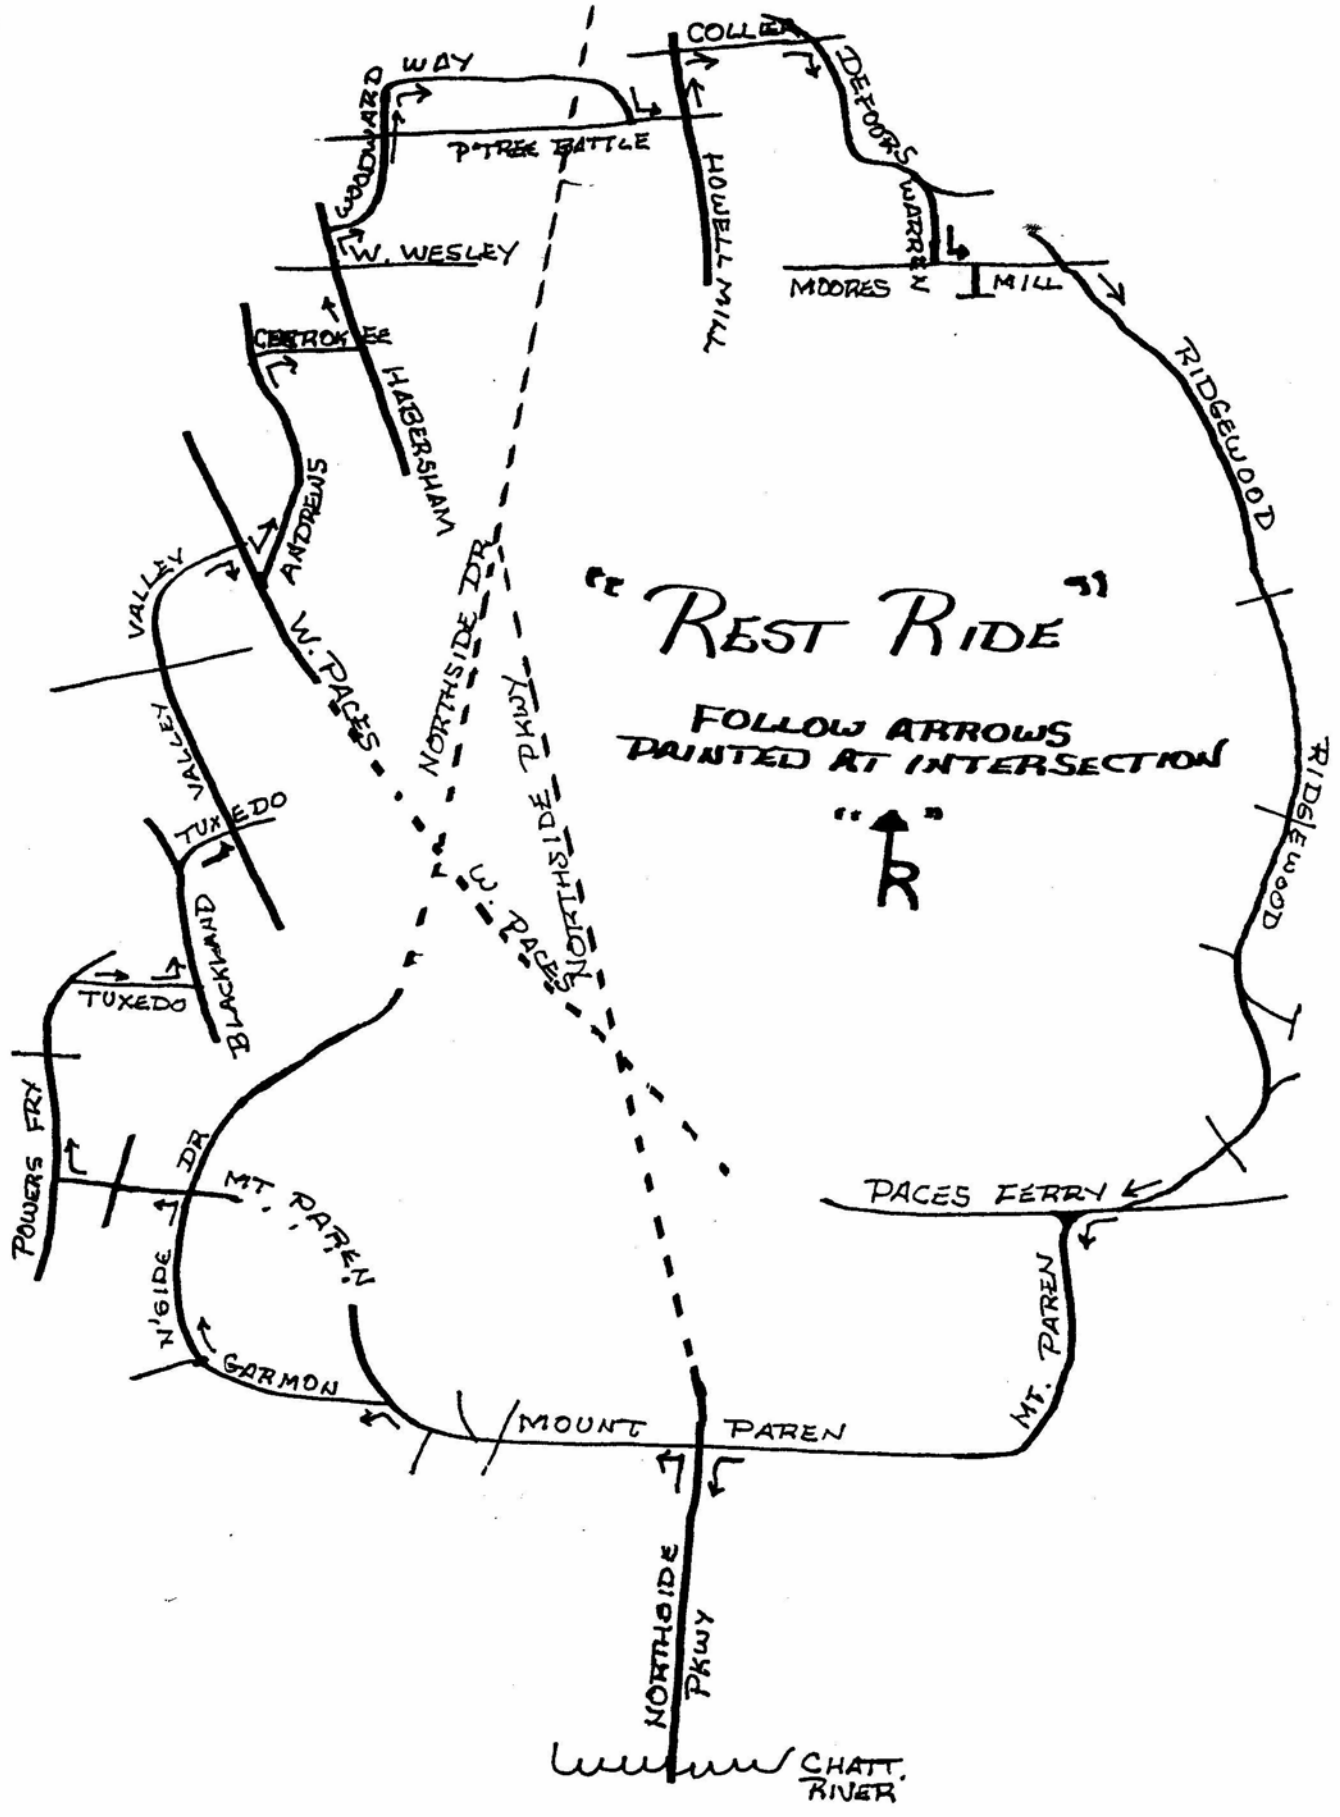 COLLER
WAY
WOODWARD
P'TREE BATTLE
DEFOORS
HOWELL MILL
WARREN
W. WESLEY
MOORES
MILL
CHEROKEE
HABERSHAM
RIDGEWOOD
ANDREWS
VALLEY
W. PACES
NORTHSIDE DR
NORTHSIDE PKWY
"REST RIDE"
FOLLOW ARROWS
PAINTED AT INTERSECTION
" "
R
VALLEY
TUXEDO
RIDGEWOOD
W. PACES
BLACKLAND
TUXEDO
POWERS FRY
DR
MT. PAREN
PACES FERRY
N'SIDE
MT. PAREN
GARMON
MOUNT
PAREN
NORTHSIDE
PKWY
CHATT.
RIVER